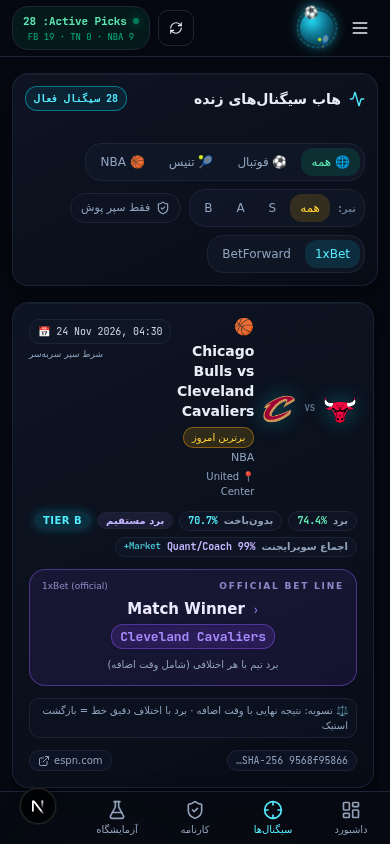 28 :Active Picks
FB 19 · TN 0 · NBA 9
هاب سیگنال‌های زنده
28 سیگنال فعال
🌐 همه
⚽ فوتبال
🎾 تنیس
🏀 NBA
تیر:
همه
S
A
B
فقط سپر پوش
1xBet
BetForward
📅 24 Nov 2026, 04:30
شرط سپر سربه‌سر
🏀
Chicago
Bulls vs
Cleveland
Cavaliers
VS
برترین امروز
NBA
📍 United
Center
برد 74.4%
بدون‌باخت 70.7%
برد مستقیم
TIER B
اجماع سوپرایجنت Quant/Coach 99% +Market
OFFICIAL BET LINE
1xBet (official)
Match Winner ›
Cleveland Cavaliers
برد تیم با هر اختلافی (شامل وقت اضافه)
⚖️ تسویه: نتیجه نهایی با وقت اضافه · برد با اختلاف دقیق خط = بازگشت
استیک
SHA-256 9568f95866…
espn.com
داشبورد
سیگنال‌ها
کارنامه
آزمایشگاه
N